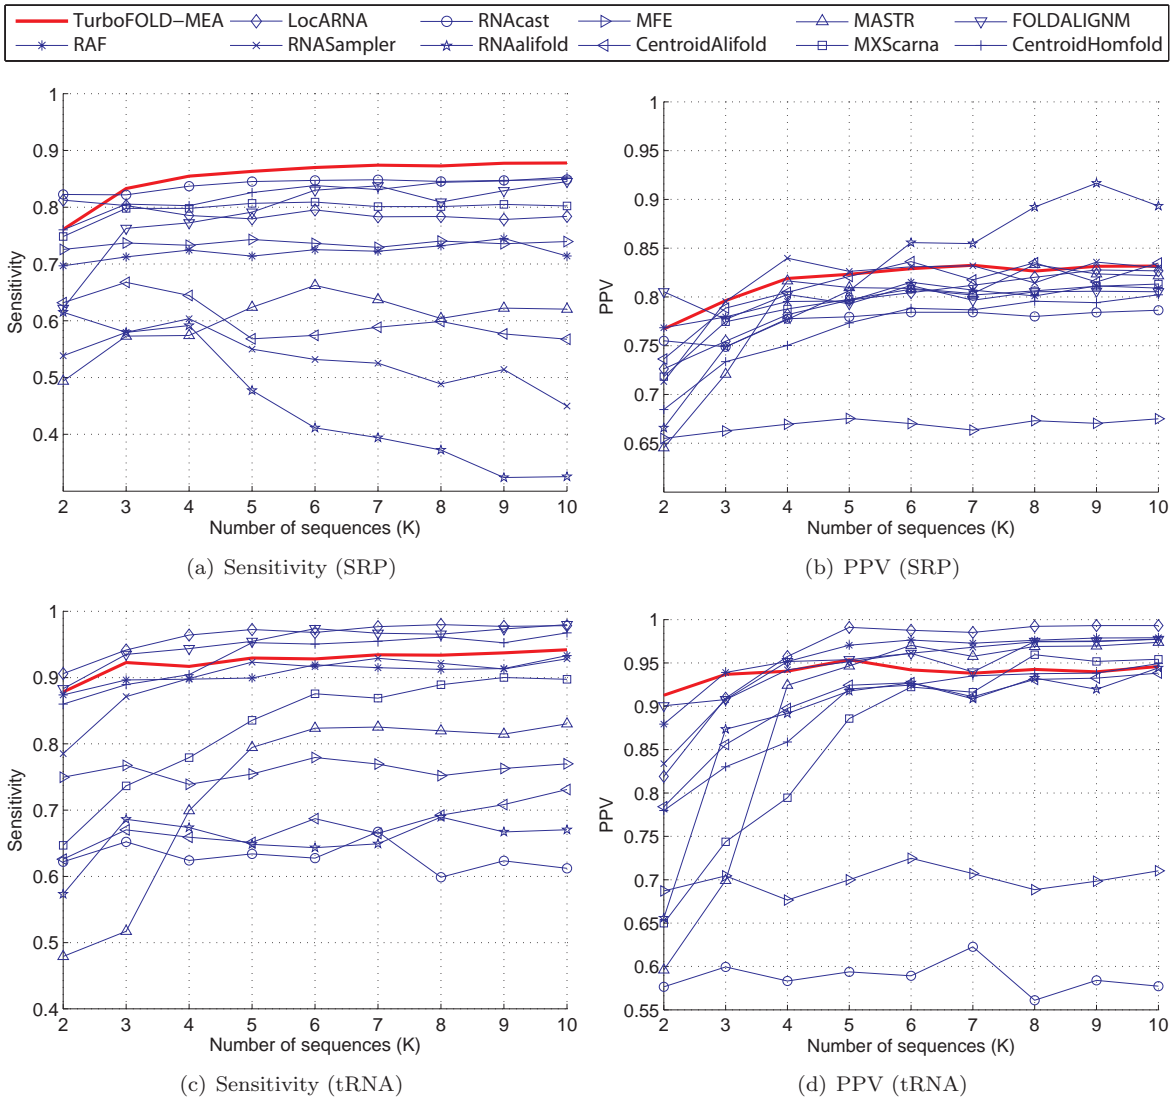 TurboFOLD−MEA LocARNA RNAcast MFE MASTR FOLDALIGNM
RAF RNASampler RNAalifold CentroidAlifold MXScarna CentroidHomfold
1
0.9
0.8
0.7
0.6
0.5
0.4
Sensitivity
2 3 4 5 6 7 8 9 10
Number of sequences (K)
(a) Sensitivity (SRP)
1
0.95
0.9
0.85
0.8
0.75
0.7
0.65
PPV
2 3 4 5 6 7 8 9 10
Number of sequences (K)
(b) PPV (SRP)
1
0.9
0.8
0.7
0.6
0.5
0.4
Sensitivity
2 3 4 5 6 7 8 9 10
Number of sequences (K)
(c) Sensitivity (tRNA)
1
0.95
0.9
0.85
0.8
0.75
0.7
0.65
0.6
0.55
PPV
2 3 4 5 6 7 8 9 10
Number of sequences (K)
(d) PPV (tRNA)